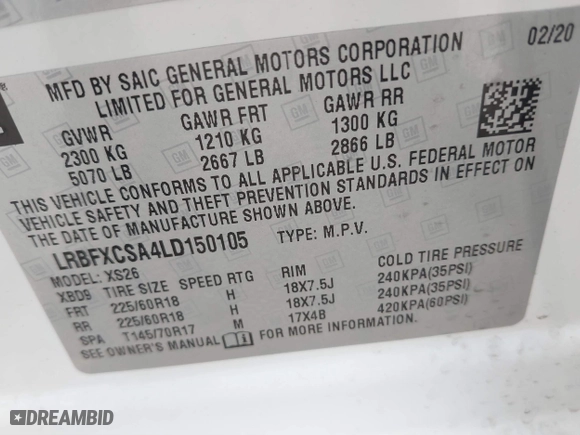 02/20
MFD BY SAIC GENERAL MOTORS CORPORATION
LIMITED FOR GENERAL MOTORS LLC
GVWR GAWR FRT GAWR RR
2300 KG 1210 KG 1300 KG
5070 LB 2667 LB 2866 LB
THIS VEHICLE CONFORMS TO ALL APPLICABLE U.S. FEDERAL MOTOR
VEHICLE SAFETY AND THEFT PREVENTION STANDARDS IN EFFECT ON
THE DATE OF MANUFACTURE SHOWN ABOVE.
LRBFXCSA4LD150105 TYPE: M.P.V.
MODEL: XS26
XBD9 TIRE SIZE SPEED RTG RIM COLD TIRE PRESSURE
FRT 225/60R18 H 18X7.5J 240KPA(35PSI)
RR 225/60R18 H 18X7.5J 240KPA(35PSI)
SPA T145/70R17 M 17X4B 420KPA(60PSI)
SEE OWNER'S MANUAL FOR MORE INFORMATION.
GM
DREAMBID